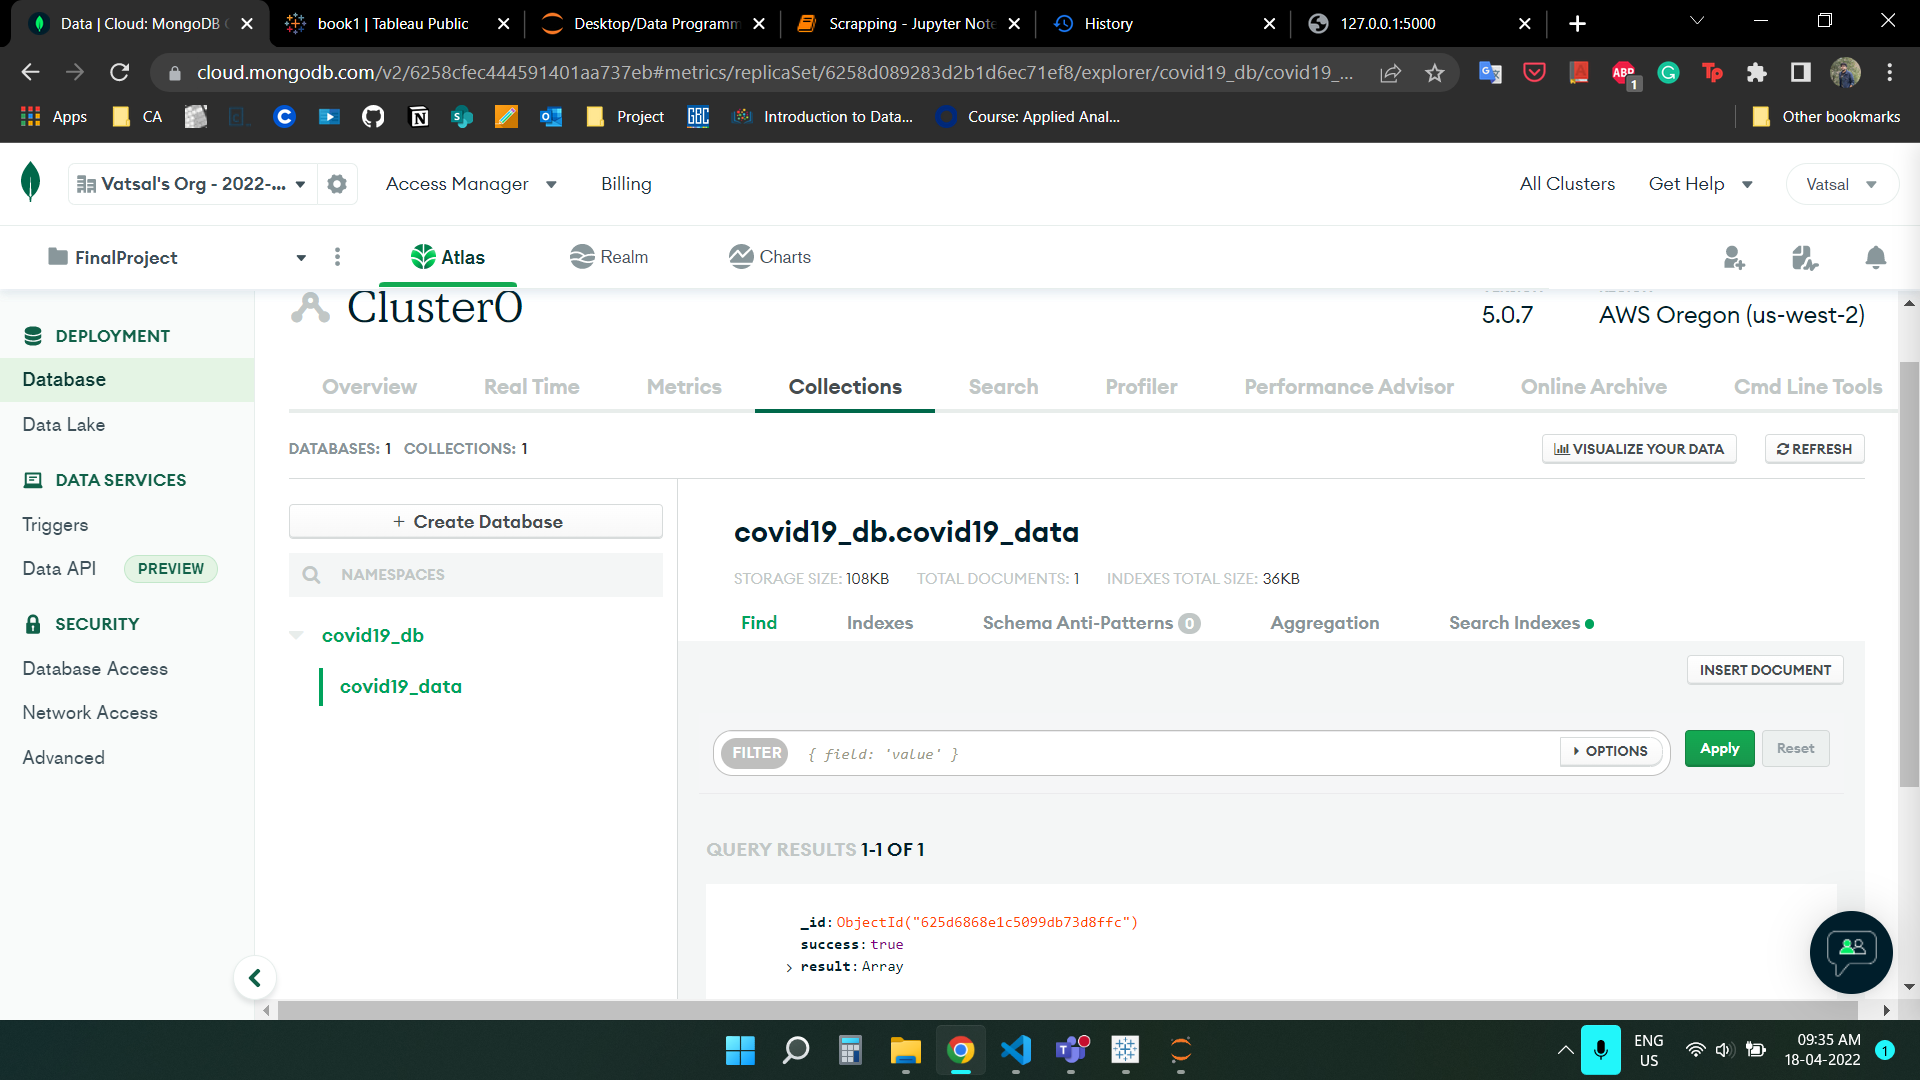 Data | Cloud: MongoDB
book1 | Tableau Public
Desktop/Data Programm
Scrapping - Jupyter Note
History
127.0.0.1:5000
cloud.mongodb.com/v2/6258cfec444591401aa737eb#metrics/replicaSet/6258d089283d2b1d6ec71ef8/explorer/covid19_db/covid19_...
ABP
1
Tp
Apps
CA
Project
GBC
Introduction to Data...
Course: Applied Anal...
Other bookmarks
Vatsal's Org - 2022-...
Access Manager
Billing
All Clusters
Get Help
Vatsal
FinalProject
Atlas
Realm
Charts
Cluster0
5.0.7
AWS Oregon (us-west-2)
DEPLOYMENT
Database
Data Lake
DATA SERVICES
Triggers
Data API PREVIEW
SECURITY
Database Access
Network Access
Advanced
Overview
Real Time
Metrics
Collections
Search
Profiler
Performance Advisor
Online Archive
Cmd Line Tools
DATABASES: 1 COLLECTIONS: 1
VISUALIZE YOUR DATA
REFRESH
+ Create Database
NAMESPACES
covid19_db
covid19_data
covid19_db.covid19_data
STORAGE SIZE: 108KB TOTAL DOCUMENTS: 1 INDEXES TOTAL SIZE: 36KB
Find
Indexes
Schema Anti-Patterns 0
Aggregation
Search Indexes
INSERT DOCUMENT
FILTER { field: 'value' }
OPTIONS
Apply
Reset
QUERY RESULTS 1-1 OF 1
_id: ObjectId("625d6868e1c5099db73d8ffc")
success: true
result: Array
ENG
US
09:35 AM
18-04-2022
1